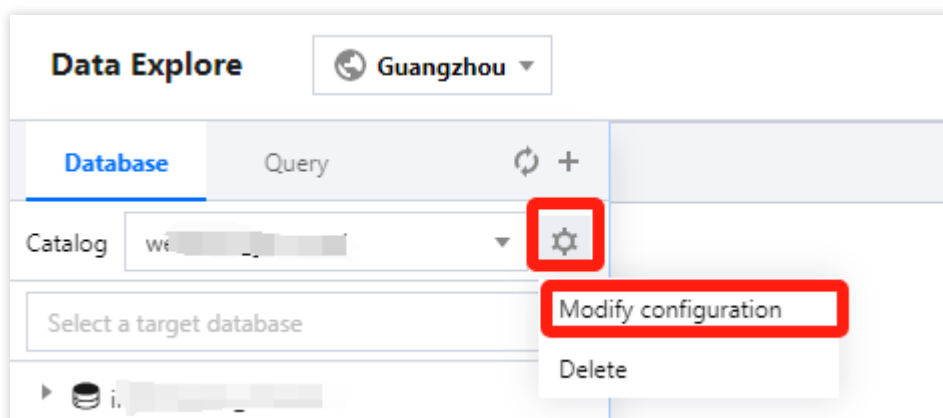 Data Explore
Guangzhou
Database
Query
Catalog
Select a target database
Modify configuration
Delete